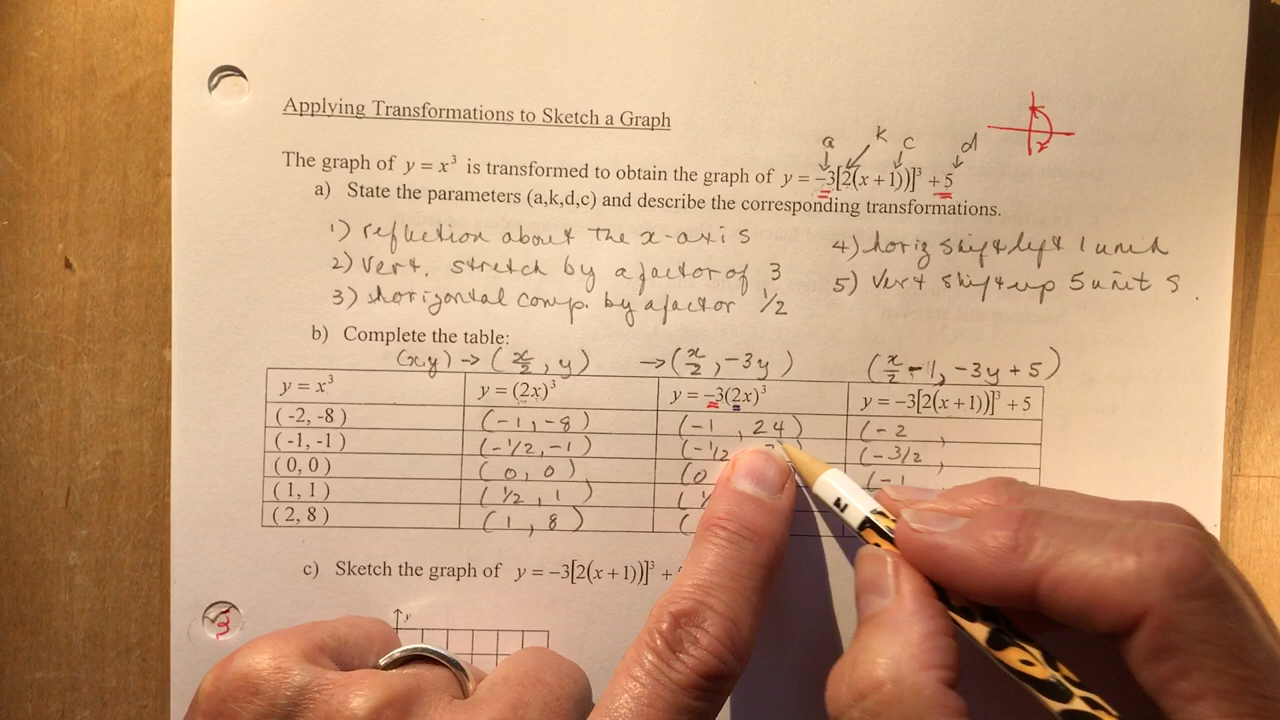 Applying Transformations to Sketch a Graph
a k c d
The graph of y = x³ is transformed to obtain the graph of y = −3[2(x+1))]³ + 5
a) State the parameters (a,k,d,c) and describe the corresponding transformations.
1) reflection about the x-axis
2) vert. stretch by a factor of 3
3) horizontal comp. by a factor 1/2
4) horiz shift left 1 unit
5) vert shift up 5 units.
b) Complete the table:
(x,y) → (x/2, y) → (x/2, −3y) (x/2 − 1, −3y + 5)
y = x³ y = (2x)³ y = −3(2x)³ y = −3[2(x+1))]³ + 5
(-2, -8) (-1, -8) (-1, 24) (-2 ,
(-1, -1) (-1/2, -1) (-1/2 (-3/2 ,
(0, 0) (0, 0) (0 (-1
(1, 1) (1/2, 1) (
(2, 8) (1, 8) (
c) Sketch the graph of y = −3[2(x+1))]³ +
y